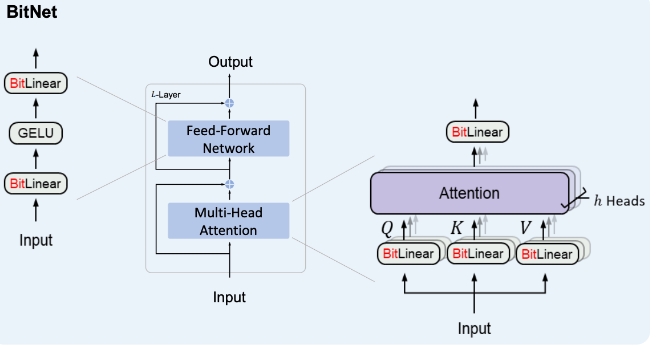 BitNet
BitLinear
GELU
BitLinear
Input
Output
L-Layer
Feed-Forward
Network
Multi-Head
Attention
Input
BitLinear
Attention
h Heads
Q K V
BitLinear BitLinear BitLinear
Input